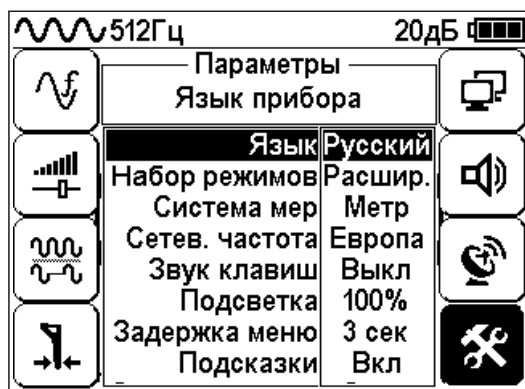 512Гц 20дБ
Параметры
Язык прибора
Язык Русский
Набор режимов Расшир.
Система мер Метр
Сетев. частота Европа
Звук клавиш Выкл
Подсветка 100%
Задержка меню 3 сек
Подсказки Вкл